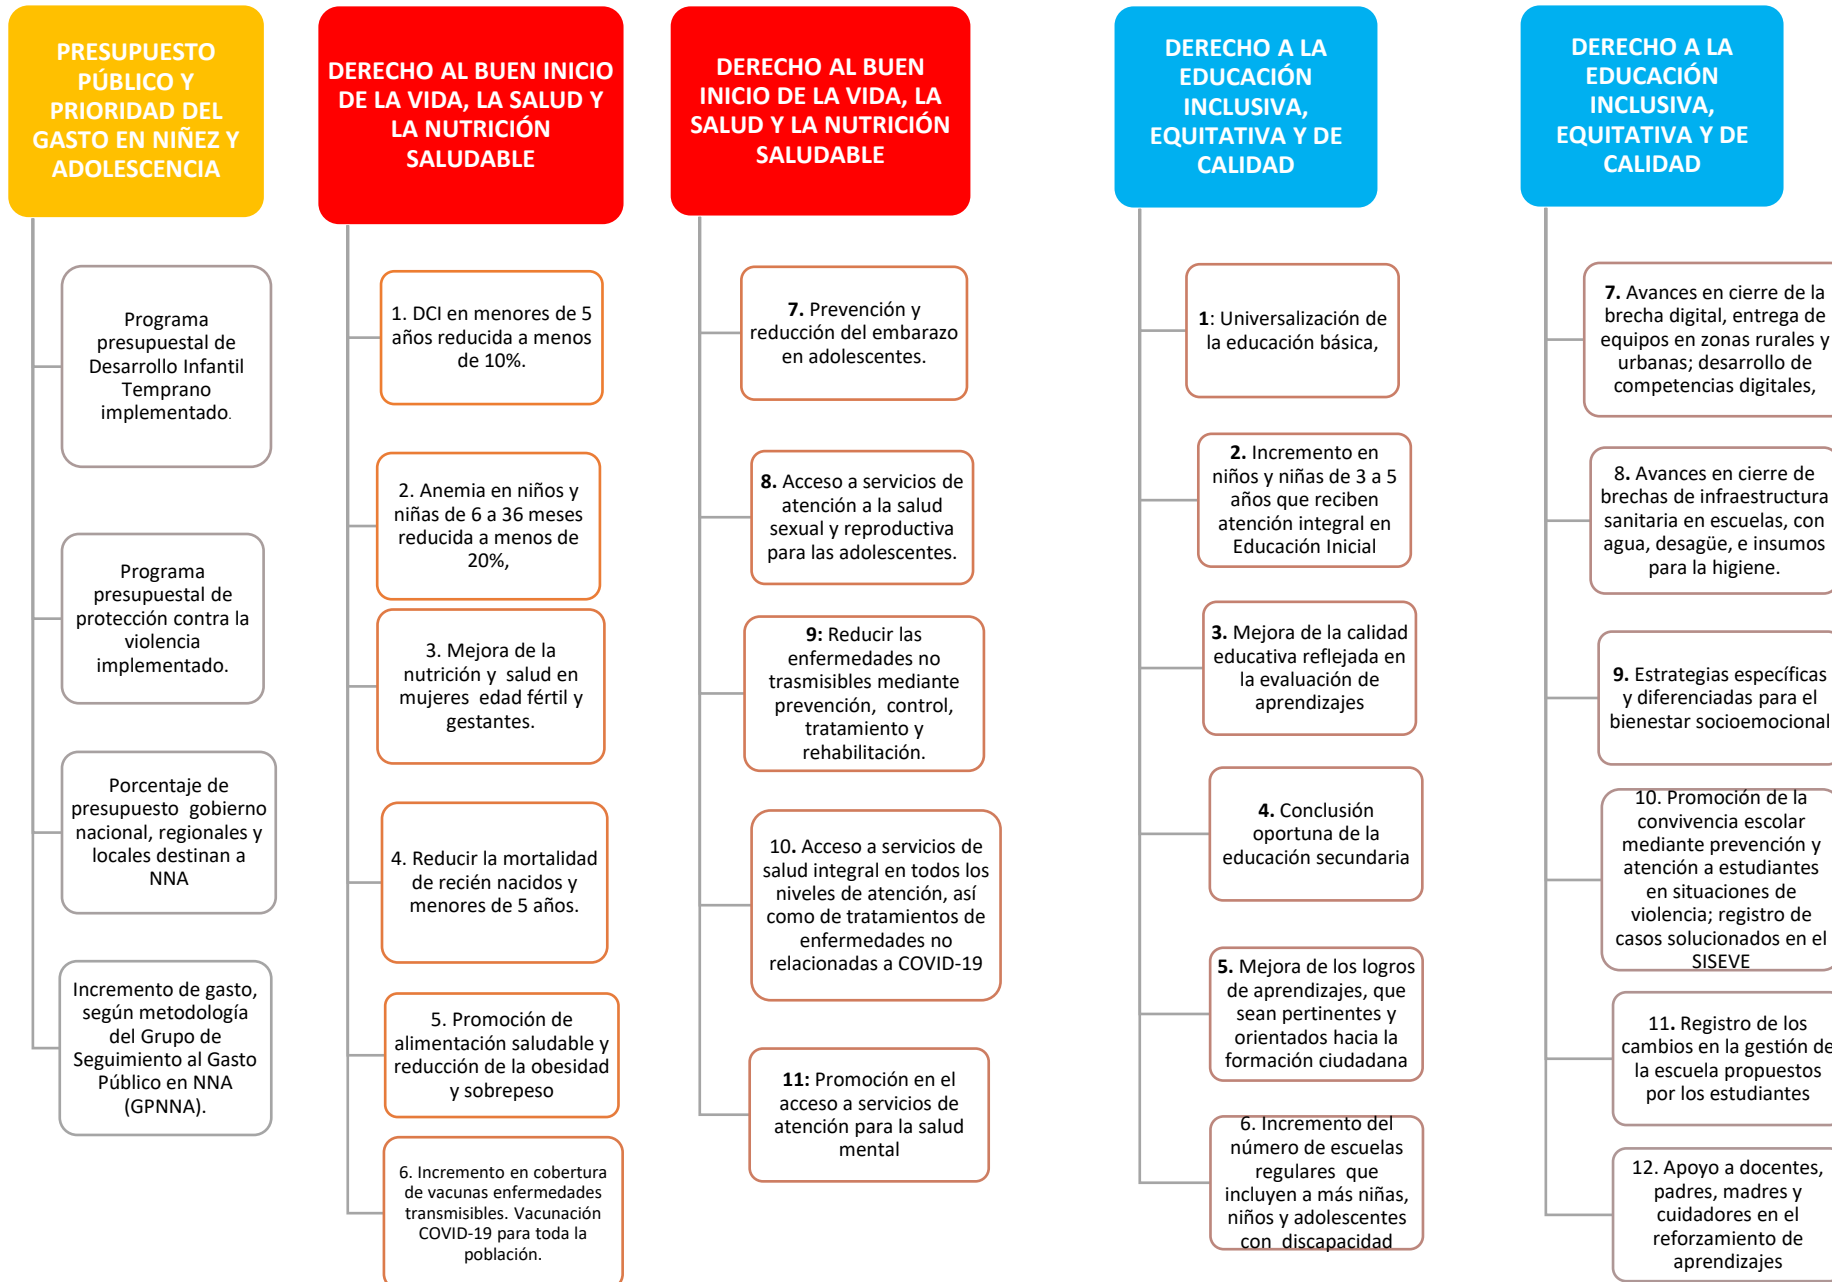 PRESUPUESTO
PÚBLICO Y
PRIORIDAD DEL
GASTO EN NIÑEZ Y
ADOLESCENCIA
Programa
presupuestal de
Desarrollo Infantil
Temprano
implementado.
Programa
presupuestal de
protección contra la
violencia
implementado.
Porcentaje de
presupuesto gobierno
nacional, regionales y
locales destinan a
NNA
Incremento de gasto,
según metodología
del Grupo de
Seguimiento al Gasto
Público en NNA
(GPNNA).
DERECHO AL BUEN INICIO
DE LA VIDA, LA SALUD Y
LA NUTRICIÓN
SALUDABLE
1. DCI en menores de 5
años reducida a menos
de 10%.
2. Anemia en niños y
niñas de 6 a 36 meses
reducida a menos de
20%,
3. Mejora de la
nutrición y salud en
mujeres edad fértil y
gestantes.
4. Reducir la mortalidad
de recién nacidos y
menores de 5 años.
5. Promoción de
alimentación saludable y
reducción de la obesidad
y sobrepeso
6. Incremento en cobertura
de vacunas enfermedades
transmisibles. Vacunación
COVID-19 para toda la
población.
DERECHO AL BUEN
INICIO DE LA VIDA, LA
SALUD Y LA NUTRICIÓN
SALUDABLE
7. Prevención y
reducción del embarazo
en adolescentes.
8. Acceso a servicios de
atención a la salud
sexual y reproductiva
para las adolescentes.
9: Reducir las
enfermedades no
trasmisibles mediante
prevención, control,
tratamiento y
rehabilitación.
10. Acceso a servicios de
salud integral en todos los
niveles de atención, así
como de tratamientos de
enfermedades no
relacionadas a COVID-19
11: Promoción en el
acceso a servicios de
atención para la salud
mental
DERECHO A LA
EDUCACIÓN
INCLUSIVA,
EQUITATIVA Y DE
CALIDAD
1: Universalización de
la educación básica,
2. Incremento en
niños y niñas de 3 a 5
años que reciben
atención integral en
Educación Inicial
3. Mejora de la calidad
educativa reflejada en
la evaluación de
aprendizajes
4. Conclusión
oportuna de la
educación secundaria
5. Mejora de los logros
de aprendizajes, que
sean pertinentes y
orientados hacia la
formación ciudadana
6. Incremento del
número de escuelas
regulares que
incluyen a más niñas,
niños y adolescentes
con discapacidad
DERECHO A LA
EDUCACIÓN
INCLUSIVA,
EQUITATIVA Y DE
CALIDAD
7. Avances en cierre de la
brecha digital, entrega de
equipos en zonas rurales y
urbanas; desarrollo de
competencias digitales,
8. Avances en cierre de
brechas de infraestructura
sanitaria en escuelas, con
agua, desagüe, e insumos
para la higiene.
9. Estrategias específicas
y diferenciadas para el
bienestar socioemocional
10. Promoción de la
convivencia escolar
mediante prevención y
atención a estudiantes
en situaciones de
violencia; registro de
casos solucionados en el
SISEVE
11. Registro de los
cambios en la gestión de
la escuela propuestos
por los estudiantes
12. Apoyo a docentes,
padres, madres y
cuidadores en el
reforzamiento de
aprendizajes